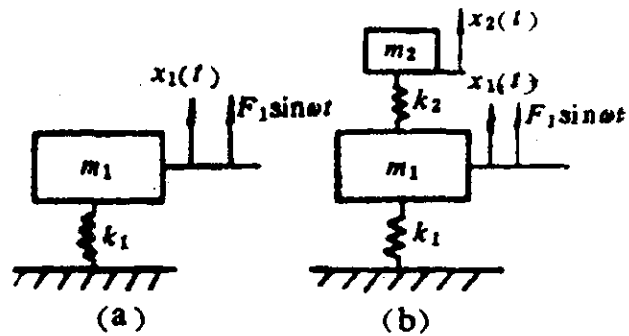 x₁(t)
F₁sinωt
m₁
k₁
(a)
x₂(t)
m₂
k₂
x₁(t)
F₁sinωt
m₁
k₁
(b)